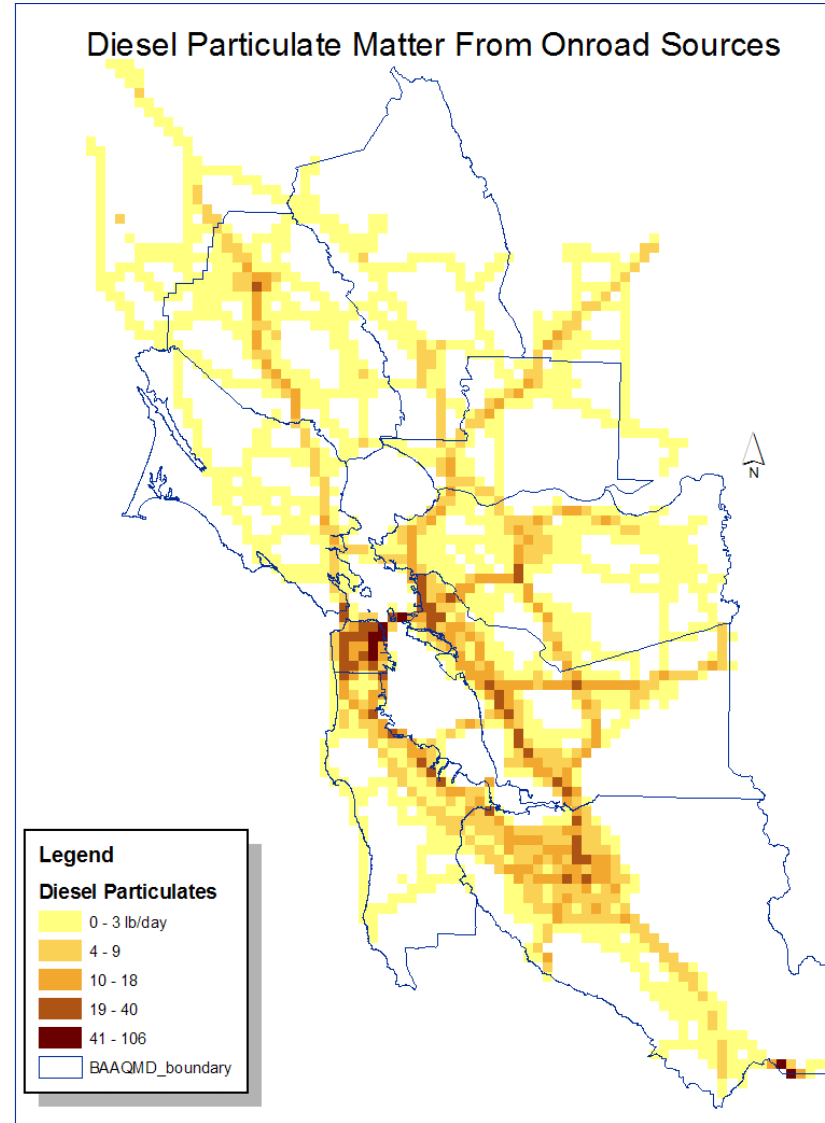 Diesel Particulate Matter From Onroad Sources
N
Legend
Diesel Particulates
0 - 3 lb/day
4 - 9
10 - 18
19 - 40
41 - 106
BAAQMD_boundary